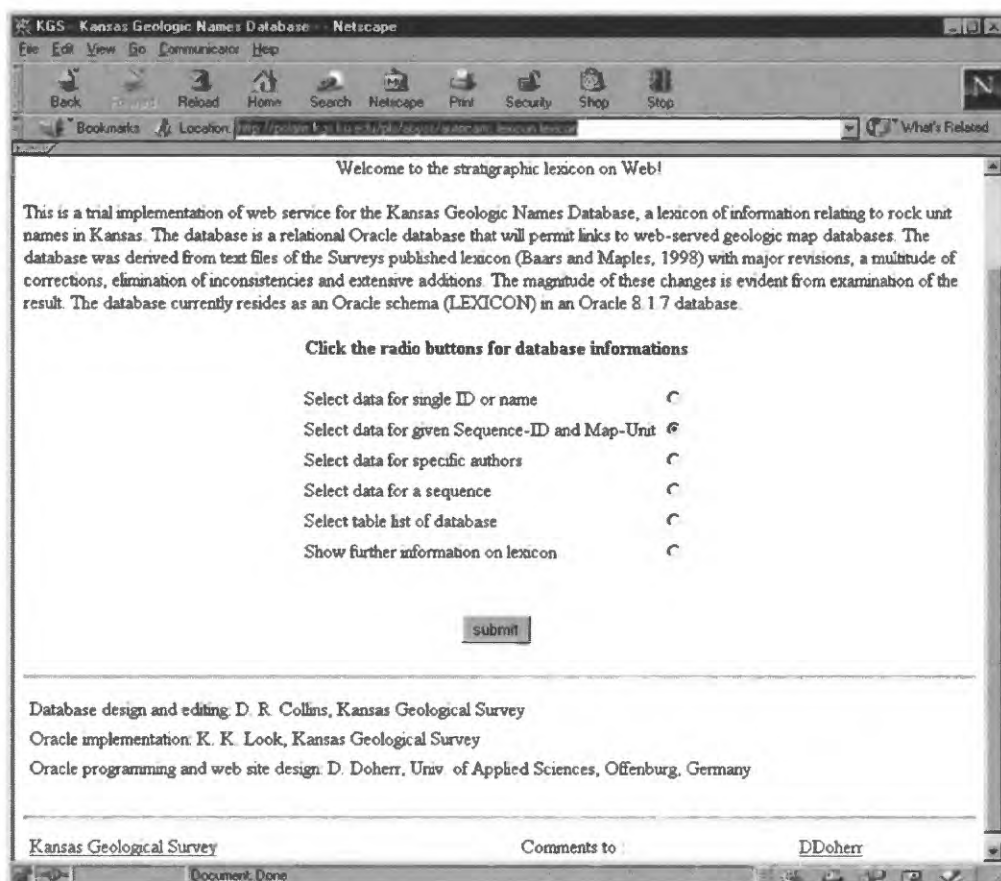 KGS - Kansas Geologic Names Database - Netscape
File Edit View Go Communicator Help
Back Reload Home Search Netscape Print Security Shop Stop
N
Bookmarks Location: What's Related
Welcome to the stratigraphic lexicon on Web!
This is a trial implementation of web service for the Kansas Geologic Names Database, a lexicon of information relating to rock unit
names in Kansas. The database is a relational Oracle database that will permit links to web-served geologic map databases. The
database was derived from text files of the Surveys published lexicon (Baars and Maples, 1998) with major revisions, a multitude of
corrections, elimination of inconsistencies and extensive additions. The magnitude of these changes is evident from examination of the
result. The database currently resides as an Oracle schema (LEXICON) in an Oracle 8.1.7 database.
Click the radio buttons for database informations
Select data for single ID or name
Select data for given Sequence-ID and Map-Unit
Select data for specific authors
Select data for a sequence
Select table list of database
Show further information on lexicon
submit
Database design and editing: D. R. Collins, Kansas Geological Survey
Oracle implementation: K. K. Look, Kansas Geological Survey
Oracle programming and web site design: D. Doherr, Univ. of Applied Sciences, Offenburg, Germany
Kansas Geological Survey Comments to : DDoherr
Document: Done